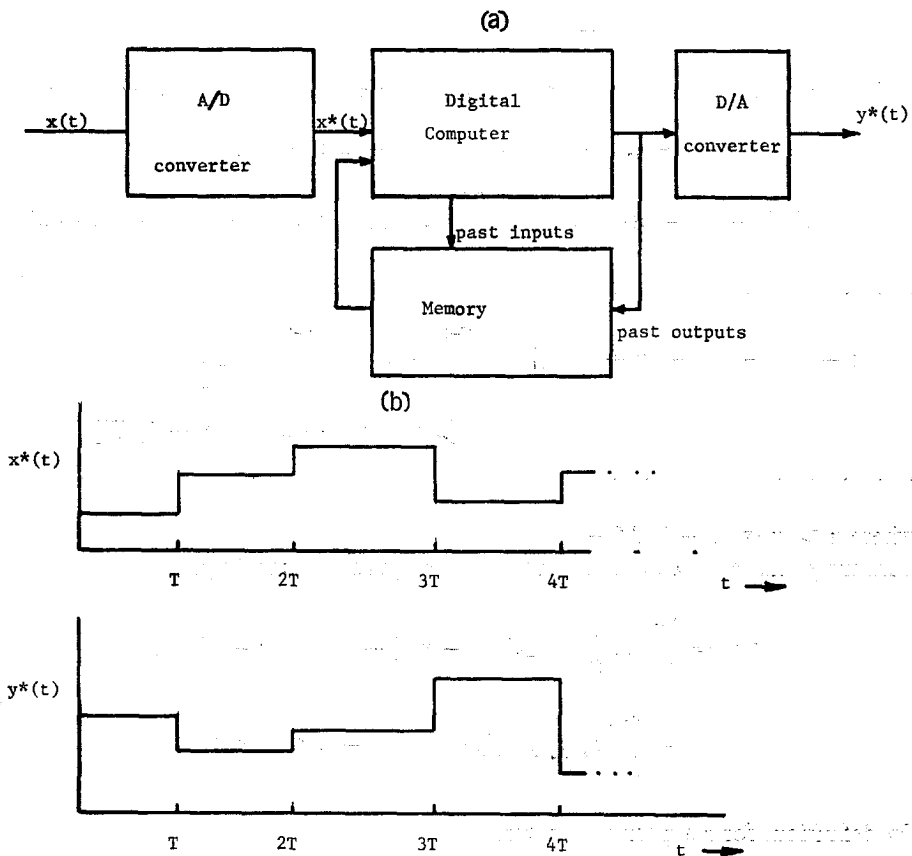 (a)
A/D
converter
x(t)
x*(t)
Digital
Computer
D/A
converter
y*(t)
past inputs
Memory
past outputs
(b)
x*(t)
. . .
T 2T 3T 4T t
y*(t)
. . .
T 2T 3T 4T t